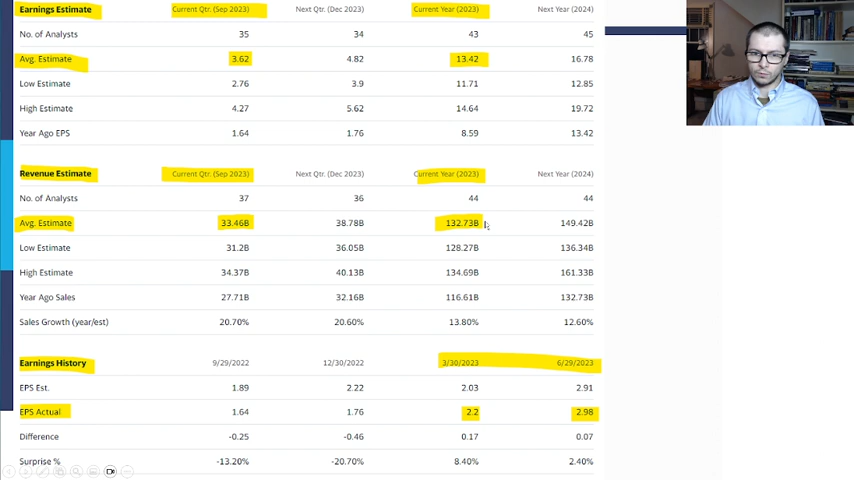 Earnings Estimate Current Qtr. (Sep 2023) Next Qtr. (Dec 2023) Current Year (2023) Next Year (2024)
No. of Analysts 35 34 43 45
Avg. Estimate 3.62 4.82 13.42 16.78
Low Estimate 2.76 3.9 11.71 12.85
High Estimate 4.27 5.62 14.64 19.72
Year Ago EPS 1.64 1.76 8.59 13.42
Revenue Estimate Current Qtr. (Sep 2023) Next Qtr. (Dec 2023) Current Year (2023) Next Year (2024)
No. of Analysts 37 36 44 44
Avg. Estimate 33.46B 38.78B 132.73B 149.42B
Low Estimate 31.2B 36.05B 128.27B 136.34B
High Estimate 34.37B 40.13B 134.69B 161.33B
Year Ago Sales 27.71B 32.16B 116.61B 132.73B
Sales Growth (year/est) 20.70% 20.60% 13.80% 12.60%
Earnings History 9/29/2022 12/30/2022 3/30/2023 6/29/2023
EPS Est. 1.89 2.22 2.03 2.91
EPS Actual 1.64 1.76 2.2 2.98
Difference -0.25 -0.46 0.17 0.07
Surprise % -13.20% -20.70% 8.40% 2.40%